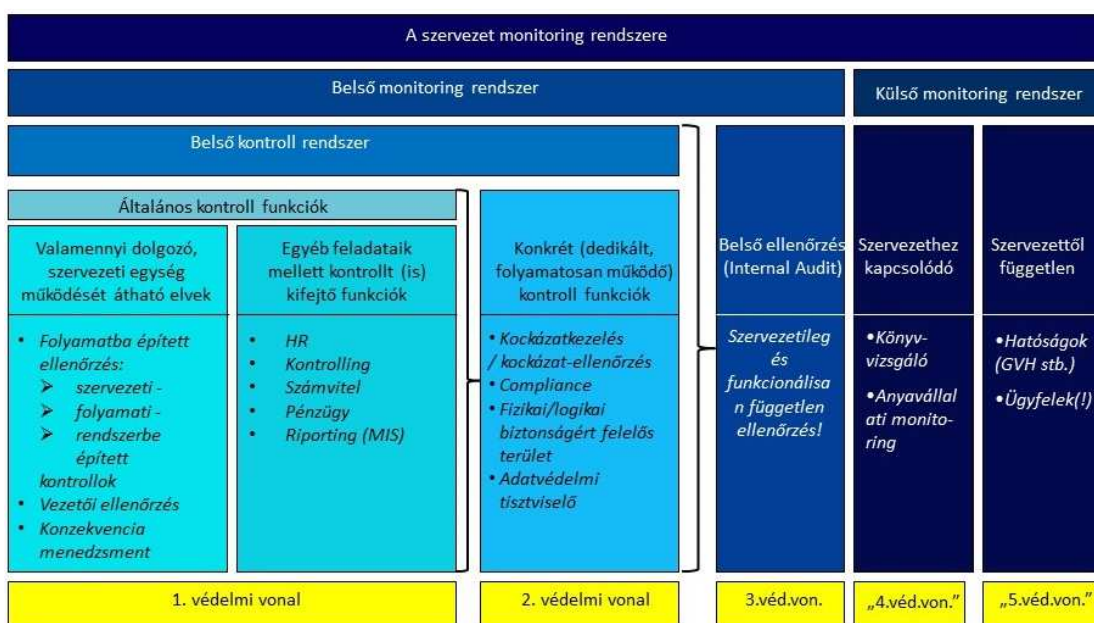 A szervezet monitoring rendszere
Belső monitoring rendszer
Külső monitoring rendszer
Belső kontroll rendszer
Általános kontroll funkciók
Valamennyi dolgozó,
szervezeti egység
működését átható elvek
• Folyamatba épített
ellenőrzés:
➢ szervezeti -
➢ folyamati -
➢ rendszerbe
épített
kontrollok
• Vezetői ellenőrzés
• Konzekvencia
menedzsment
Egyéb feladataik
mellett kontrollt (is)
kifejtő funkciók
• HR
• Kontrolling
• Számvitel
• Pénzügy
• Riporting (MIS)
Konkrét (dedikált,
folyamatosan működő)
kontroll funkciók
• Kockázatkezelés
/ kockázat-ellenőrzés
• Compliance
• Fizikai/logikai
biztonságért felelős
terület
• Adatvédelmi
tisztviselő
Belső ellenőrzés
(Internal Audit)
Szervezetileg
és
funkcionálisa
n független
ellenőrzés!
Szervezethez
kapcsolódó
• Könyv-
vizsgáló
• Anyavállal
ati monito-
ring
Szervezettől
független
• Hatóságok
(GVH stb.)
• Ügyfelek(!)
1. védelmi vonal
2. védelmi vonal
3.véd.von.
„4.véd.von.”
„5.véd.von.”